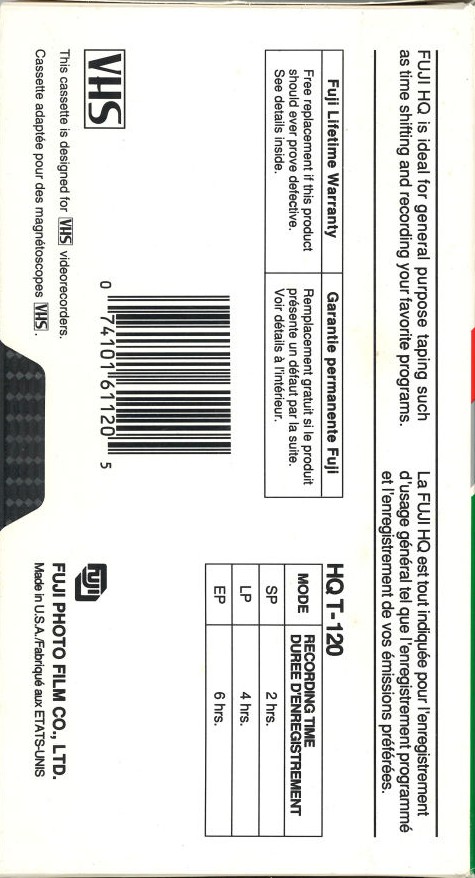 FUJI HQ is ideal for general purpose taping such
as time shifting and recording your favorite programs.
La FUJI HQ est tout indiquée pour l'enregistrement
d'usage général tel que l'enregistrement programmé
et l'enregistrement de vos émissions préférées.
Fuji Lifetime Warranty
Free replacement if this product
should ever prove defective.
See details inside.
Garantie permanente Fuji
Remplacement gratuit si le produit
présente un défaut par la suite.
Voir détails à l'intérieur.
HQ T-120
MODE RECORDING TIME
DUREE D'ENREGISTREMENT
SP 2 hrs.
LP 4 hrs.
EP 6 hrs.
VHS
0 74101 61120 5
This cassette is designed for VHS videorecorders.
Cassette adaptée pour des magnétoscopes VHS.
FUJI
FUJI PHOTO FILM CO., LTD.
Made in U.S.A./Fabriqué aux ETATS-UNIS